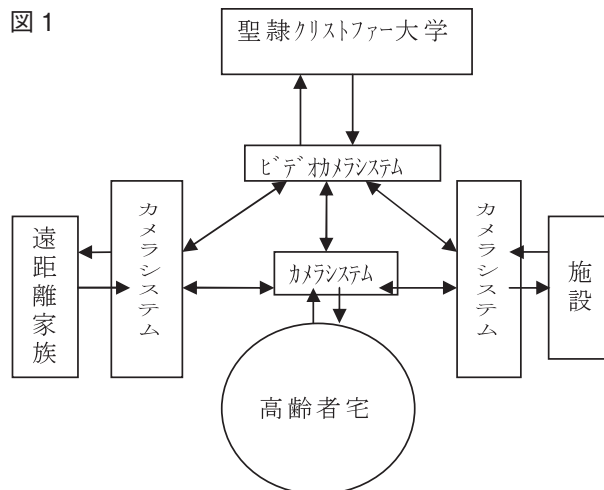 図 1
聖隷クリストファー大学
ビデオカメラシステム
カメラシステム
カメラシステム
遠距離家族
カメラシステム
施設
高齢者宅